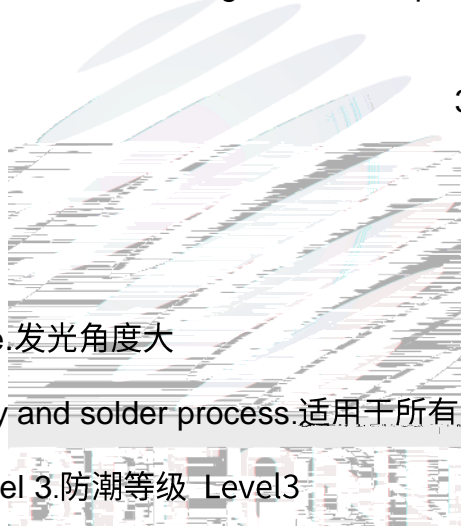 .发光角度大
and solder process.适用于所有
el 3.防潮等级 Level3